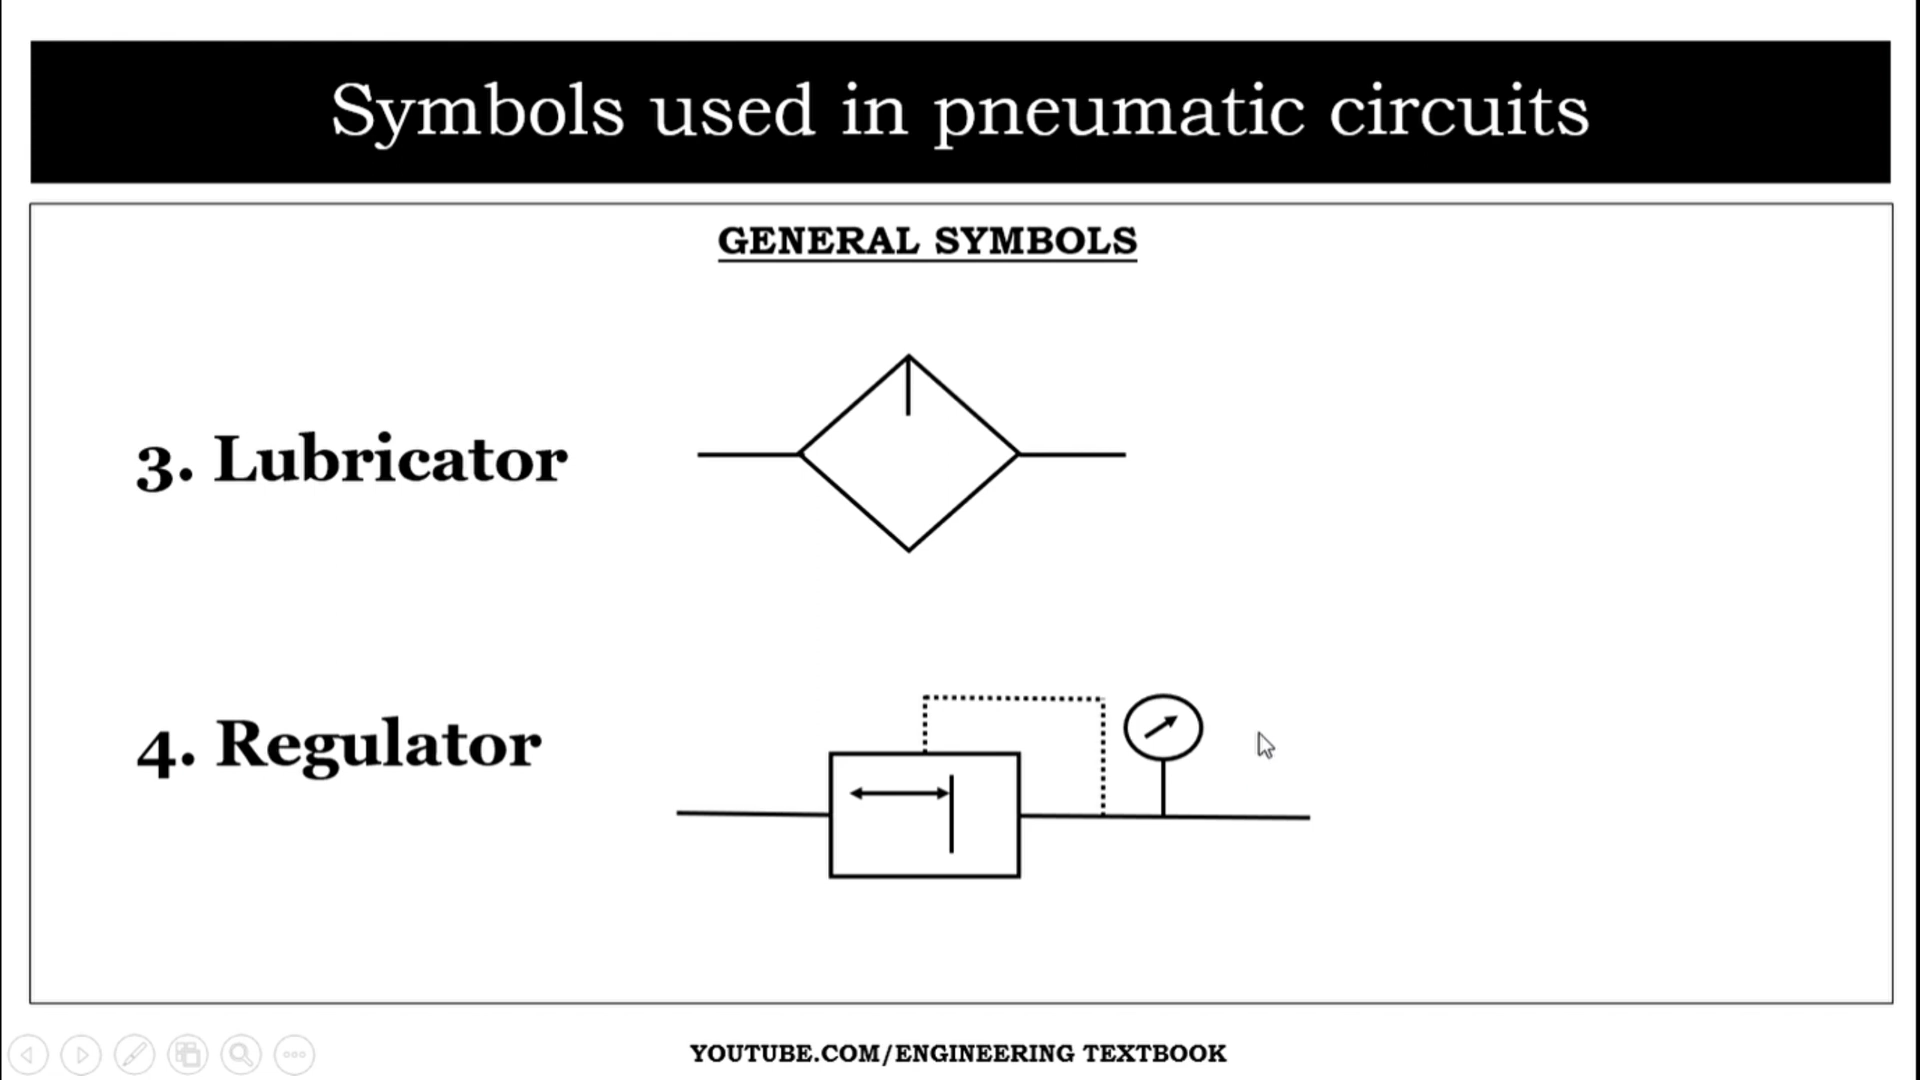 Symbols used in pneumatic circuits
GENERAL SYMBOLS
3. Lubricator
4. Regulator
YOUTUBE.COM/ENGINEERING TEXTBOOK